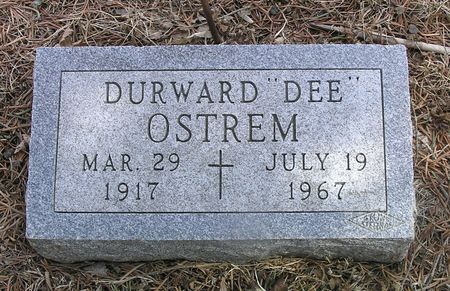 DURWARD "DEE"
OSTREM
MAR. 29 JULY 19
1917 1967